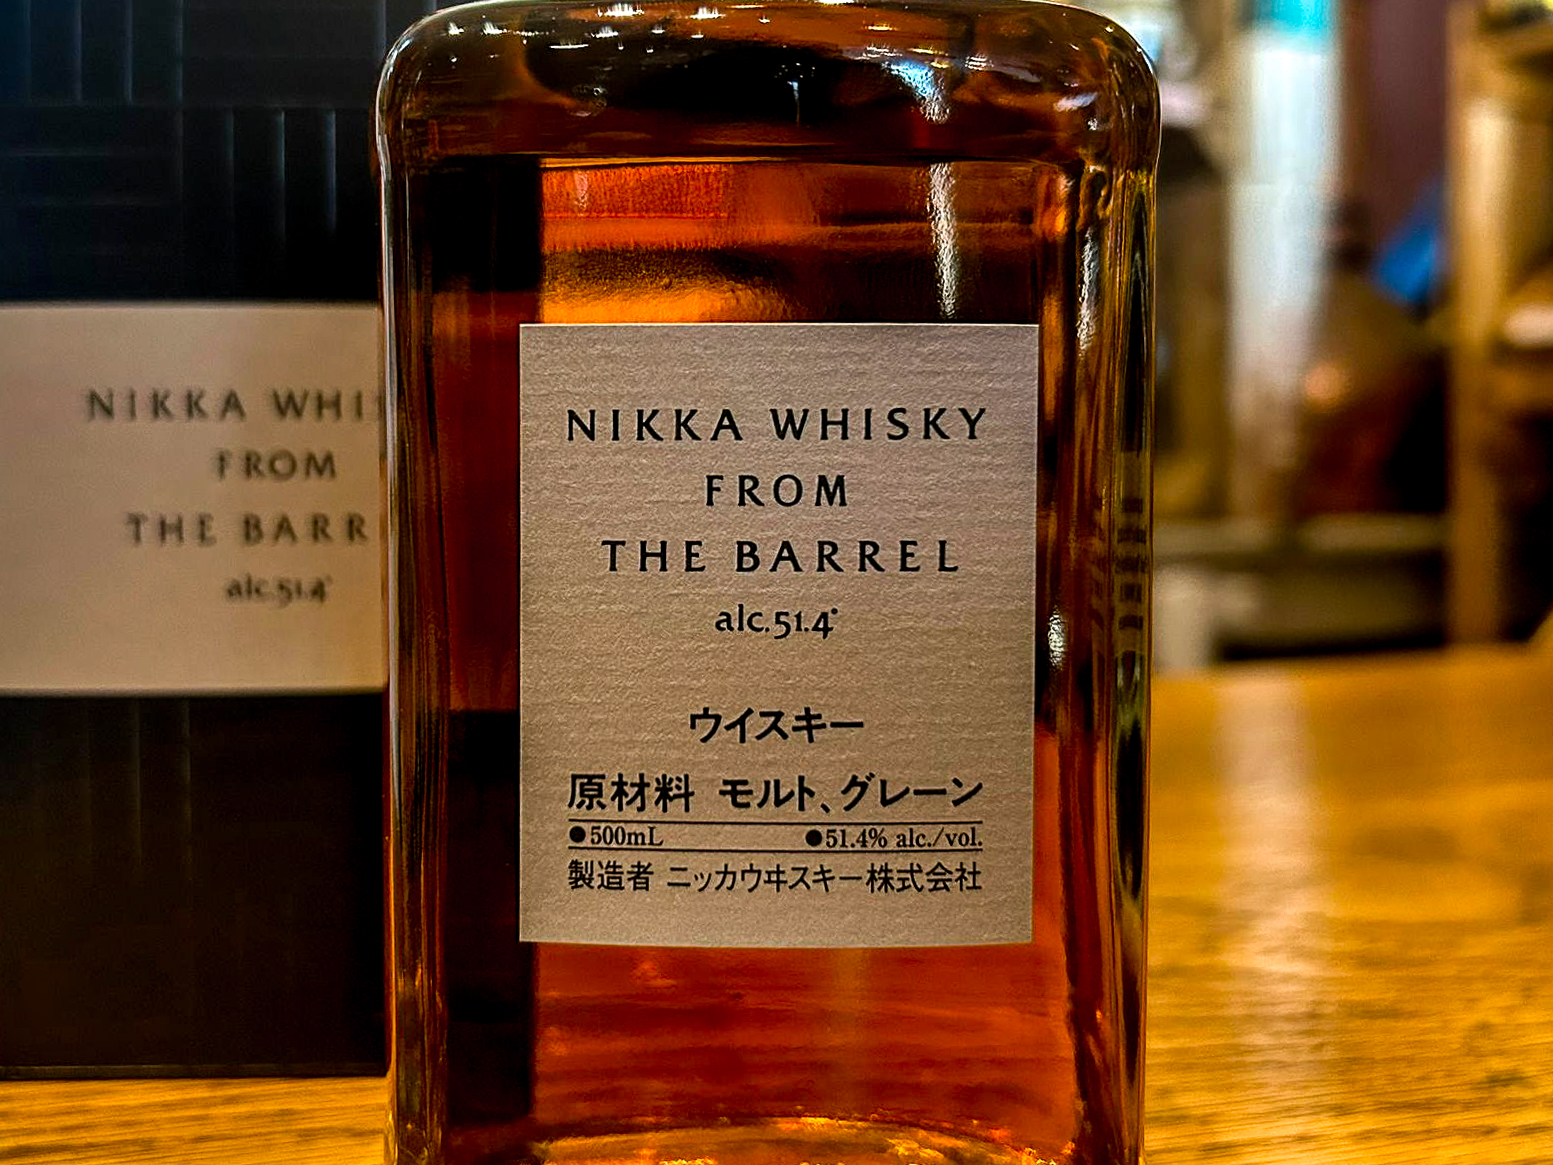 NIKKA WHISKY
FROM
THE BARREL
alc.51.4°
ウイスキー
原材料 モルト、グレーン
●500mL ●51.4% alc./vol.
製造者 ニッカウヰスキー株式会社
NIKKA WHIS
FROM
THE BARR
alc.51.4°